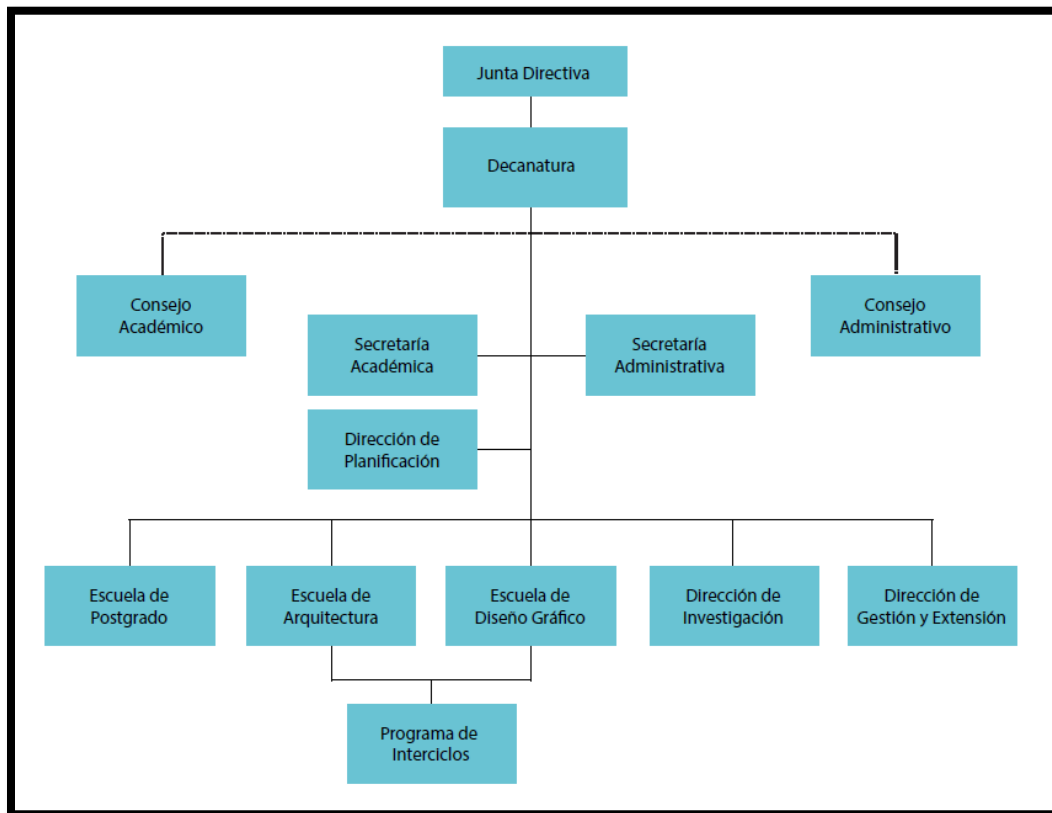 Junta Directiva
Decanatura
Consejo
Académico
Consejo
Administrativo
Secretaría
Académica
Secretaría
Administrativa
Dirección de
Planificación
Escuela de
Postgrado
Escuela de
Arquitectura
Escuela de
Diseño Gráfico
Dirección de
Investigación
Dirección de
Gestión y Extensión
Programa de
Interciclos